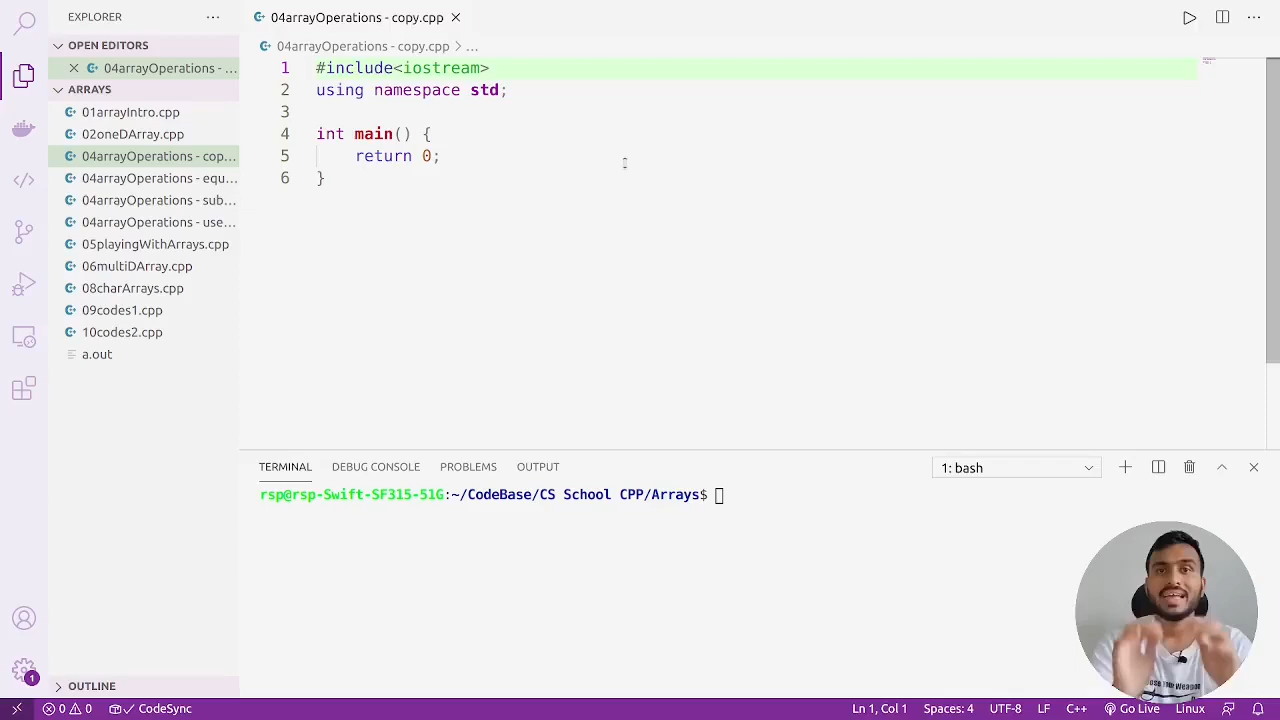 EXPLORER
04arrayOperations - copy.cpp
OPEN EDITORS
04arrayOperations - ...
ARRAYS
01arrayIntro.cpp
02oneDArray.cpp
04arrayOperations - cop...
04arrayOperations - equ...
04arrayOperations - sub...
04arrayOperations - use...
05playingWithArrays.cpp
06multiDArray.cpp
08charArrays.cpp
09codes1.cpp
10codes2.cpp
a.out
OUTLINE
1
04arrayOperations - copy.cpp > ...
1 #include<iostream>
2 using namespace std;
3
4 int main() {
5 return 0;
6 }
TERMINAL DEBUG CONSOLE PROBLEMS OUTPUT
1: bash
rsp@rsp-Swift-SF315-51G:~/CodeBase/CS School CPP/Arrays$
0 0 CodeSync
Ln 1, Col 1 Spaces: 4 UTF-8 LF C++ Go Live Linux